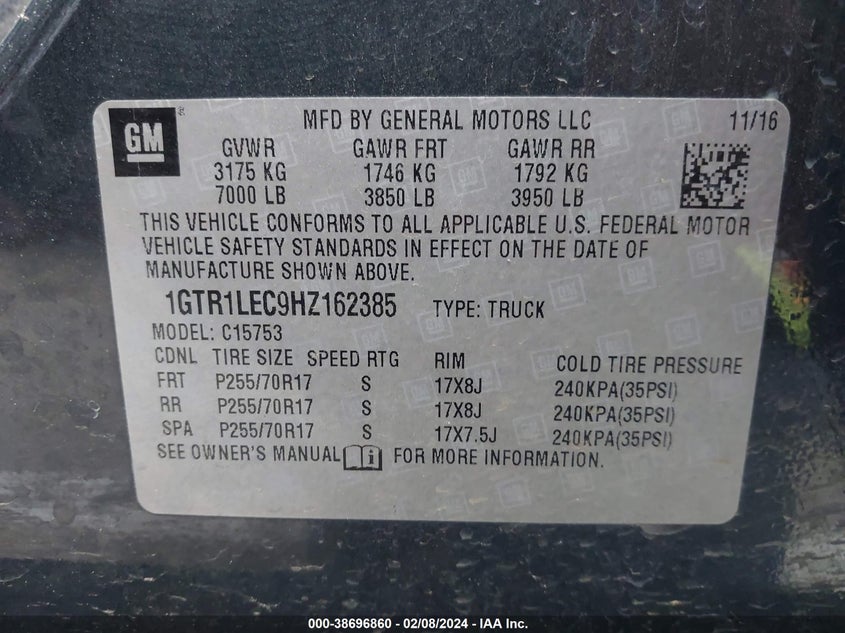 GM ® MFD BY GENERAL MOTORS LLC 11/16
GVWR GAWR FRT GAWR RR
3175 KG 1746 KG 1792 KG
7000 LB 3850 LB 3950 LB
THIS VEHICLE CONFORMS TO ALL APPLICABLE U.S. FEDERAL MOTOR
VEHICLE SAFETY STANDARDS IN EFFECT ON THE DATE OF
MANUFACTURE SHOWN ABOVE.
1GTR1LEC9HZ162385 TYPE: TRUCK
MODEL: C15753
CDNL TIRE SIZE SPEED RTG RIM COLD TIRE PRESSURE
FRT P255/70R17 S 17X8J 240KPA(35PSI)
RR P255/70R17 S 17X8J 240KPA(35PSI)
SPA P255/70R17 S 17X7.5J 240KPA(35PSI)
SEE OWNER'S MANUAL i FOR MORE INFORMATION.
000-38696860 - 02/08/2024 - IAA Inc.